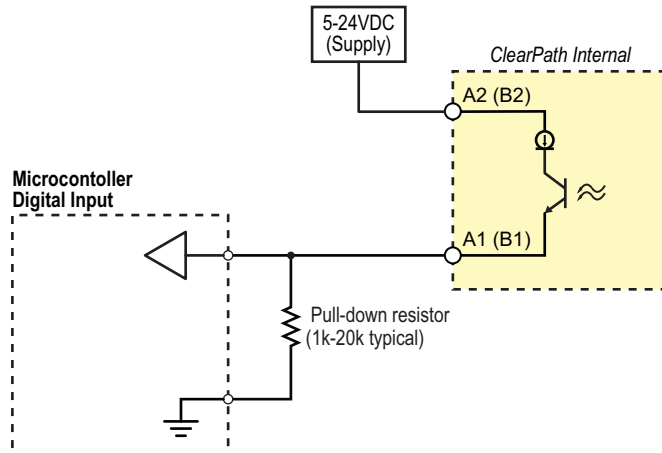 5-24VDC
(Supply)
ClearPath Internal
A2 (B2)
Microcontoller
Digital Input
A1 (B1)
Pull-down resistor
(1k-20k typical)